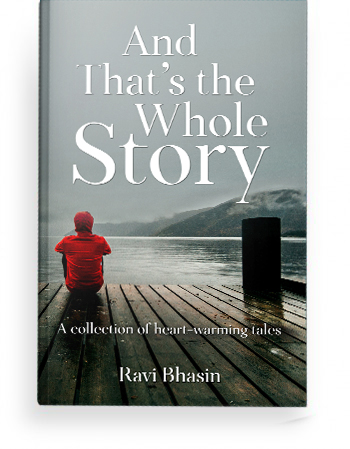 And
That's the
Whole
Story
A collection of heart-warming tales
Ravi Bhasin